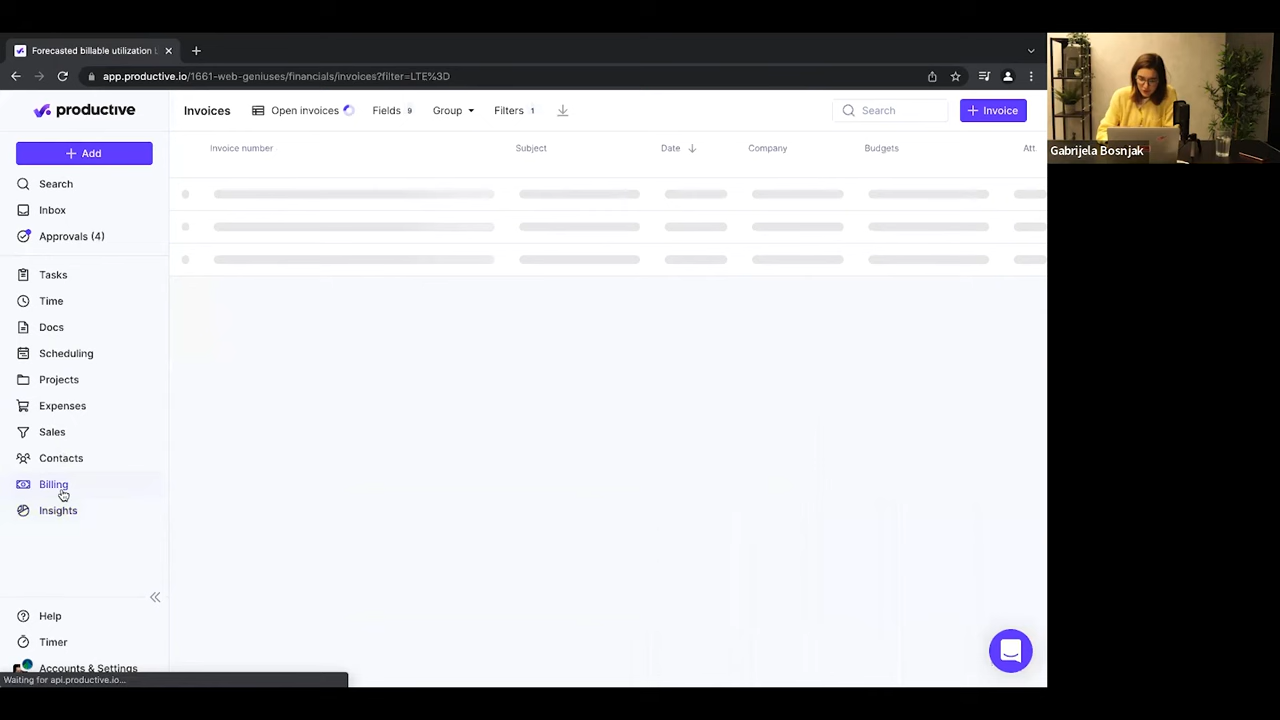 Forecasted billable utilization
app.productive.io/1661-web-geniuses/financials/invoices?filter=LTE%3D
productive
Invoices
Open invoices
Fields 9
Group
Filters 1
Search
+ Invoice
+ Add
Invoice number
Subject
Date
Company
Budgets
Att
Search
Inbox
Approvals (4)
Tasks
Time
Docs
Scheduling
Projects
Expenses
Sales
Contacts
Billing
Insights
Help
Timer
Accounts & Settings
Waiting for api.productive.io...
Gabrijela Bosnjak